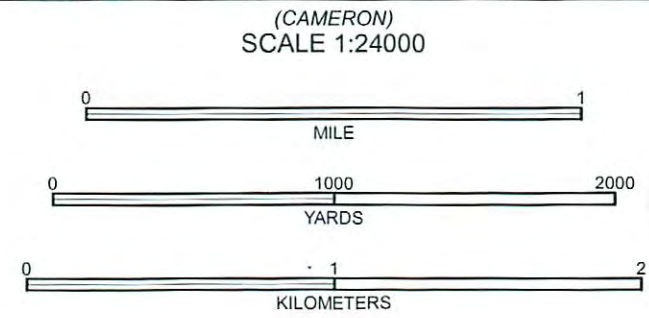 (CAMERON)
SCALE 1:24000
0 1
MILE
0 1000 2000
YARDS
0 1 2
KILOMETERS